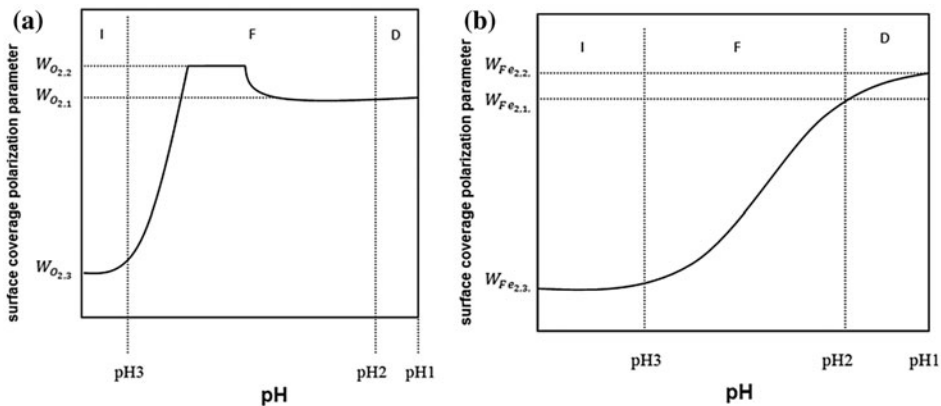 (a)
I F D
W_{O_{2.2}}
W_{O_{2.1}}
W_{O_{2.3}}
surface coverage polarization parameter
pH3 pH2 pH1
pH
(b)
I F D
W_{Fe_{2.2.}}
W_{Fe_{2.1.}}
W_{Fe_{2.3.}}
surface coverage polarization parameter
pH3 pH2 pH1
pH